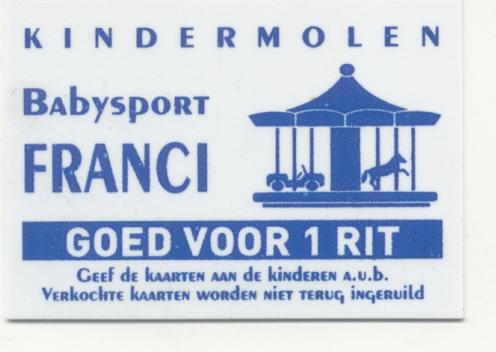 KINDERMOLEN
Babysport
FRANCI
GOED VOOR 1 RIT
Geef de kaarten aan de kinderen a.u.b.
Verkochte kaarten worden niet terug ingeruild